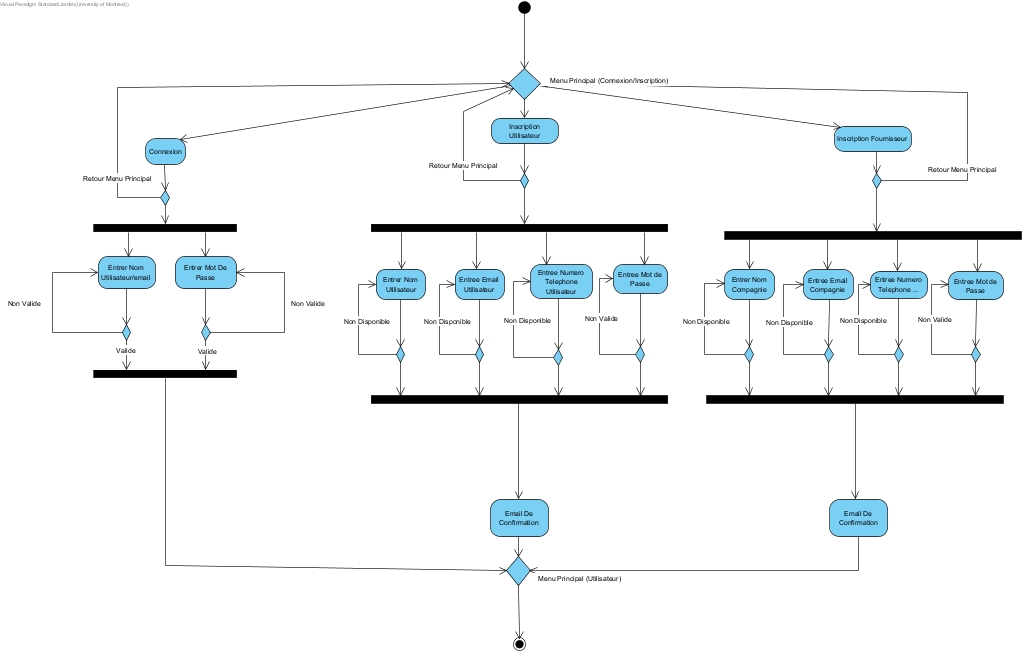 Visual Paradigm Standard(Jordan(University of Montreal))
Menu Principal (Connexion/Inscription)
Connexion
Inscription
Utilisateur
Inscription Fournisseur
Retour Menu Principal
Retour Menu Principal
Retour Menu Principal
Entrer Nom
Utilisateur/email
Entrer Mot De
Passe
Entrer Nom
Utilisateur
Entree Email
Utilisateur
Entree Numero
Telephone
Utilisateur
Entree Mot de
Passe
Entrer Nom
Compagnie
Entree Email
Compagnie
Entree Numero
Telephone ...
Entree Mot de
Passe
Non Valide
Non Valide
Non Disponible
Non Disponible
Non Disponible
Non Valide
Non Disponible
Non Disponible
Non Disponible
Non Valide
Valide
Valide
Email De
Confirmation
Email De
Confirmation
Menu Principal (Utilisateur)